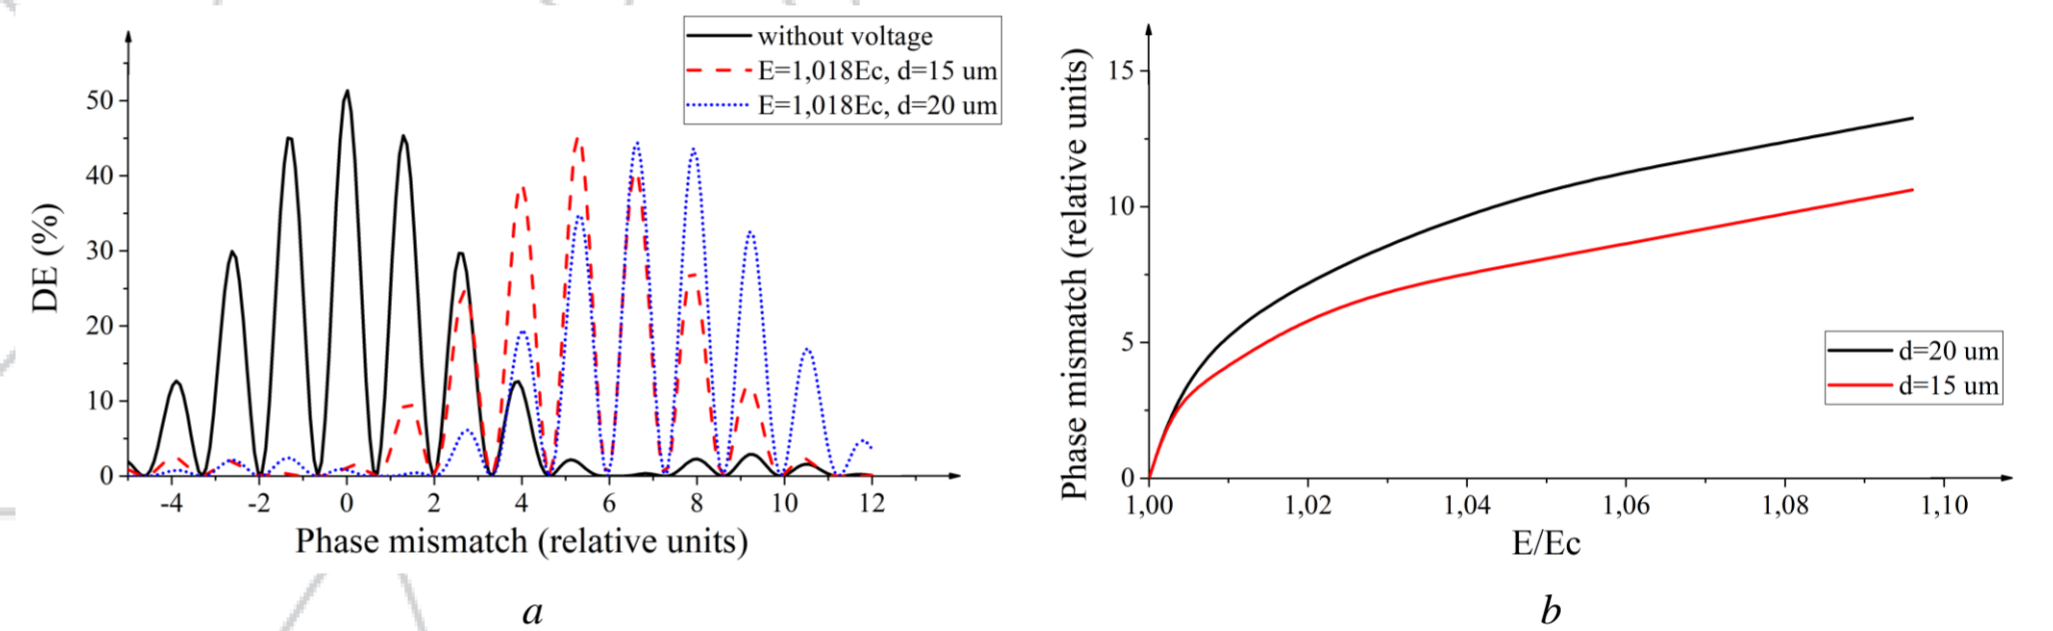 without voltage
E=1,018Ec, d=15 um
E=1,018Ec, d=20 um
DE (%)
50
40
30
20
10
0
-4 -2 0 2 4 6 8 10 12
Phase mismatch (relative units)
a
Phase mismatch (relative units)
15
10
5
0
d=20 um
d=15 um
1,00 1,02 1,04 1,06 1,08 1,10
E/Ec
b